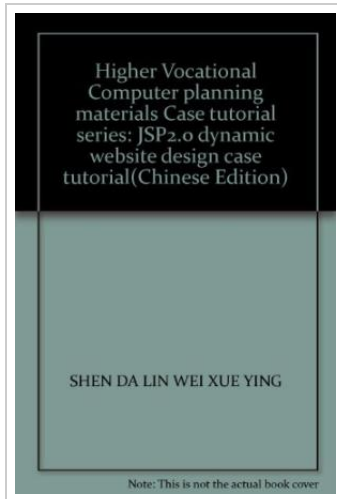 Higher Vocational
Computer planning
materials Case tutorial
series: JSP2.0 dynamic
website design case
tutorial(Chinese Edition)
SHEN DA LIN WEI XUE YING
Note: This is not the actual book cover